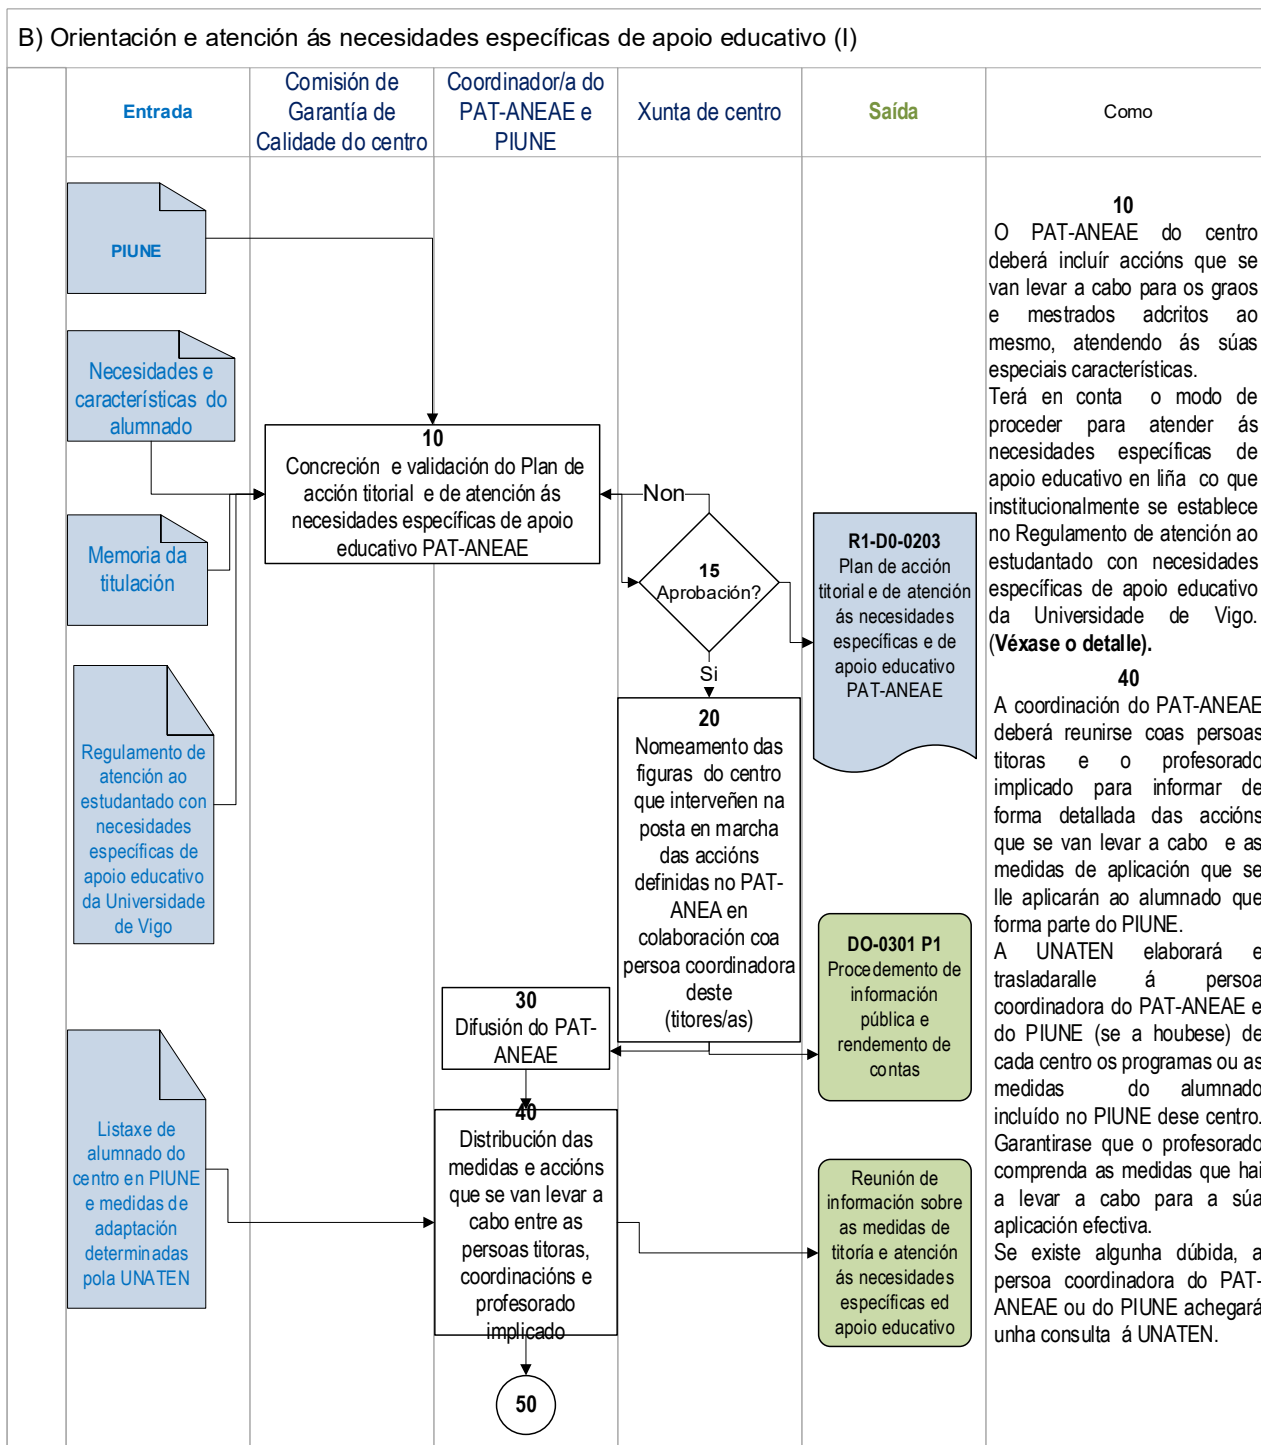 B) Orientación e atención ás necesidades específicas de apoio educativo (I)
Entrada
Comisión de
Garantía de
Calidade do centro
Coordinador/a do
PAT-ANEAE e
PIUNE
Xunta de centro
Saída
Como
PIUNE
Necesidades e
características do
alumnado
Memoria da
titulación
Regulamento de
atención ao
estudantado con
necesidades
específicas de
apoio educativo
da Universidade
de Vigo
Listaxe de
alumnado do
centro en PIUNE
e medidas de
adaptación
determinadas
pola UNATEN
10
Concreción e validación do Plan de
acción titorial e de atención ás
necesidades específicas de apoio
educativo PAT-ANEAE
Non
15
Aprobación?
Si
20
Nomeamento das
figuras do centro
que interveñen na
posta en marcha
das accións
definidas no PAT-
ANEA en
colaboración coa
persoa coordinadora
deste
(titores/as)
30
Difusión do PAT-
ANEAE
40
Distribución das
medidas e accións
que se van levar a
cabo entre as
persoas titoras,
coordinacións e
profesorado
implicado
50
R1-D0-0203
Plan de acción
titorial e de atención
ás necesidades
específicas e de
apoio educativo
PAT-ANEAE
DO-0301 P1
Procedemento de
información
pública e
rendemento de
contas
Reunión de
información sobre
as medidas de
titoría e atención
ás necesidades
específicas ed
apoio educativo
10
O PAT-ANEAE do centro
deberá incluír accións que se
van levar a cabo para os graos
e mestrados adcritos ao
mesmo, atendendo ás súas
especiais características.
Terá en conta o modo de
proceder para atender ás
necesidades específicas de
apoio educativo en liña co que
institucionalmente se establece
no Regulamento de atención ao
estudantado con necesidades
específicas de apoio educativo
da Universidade de Vigo.
(Véxase o detalle).
40
A coordinación do PAT-ANEAE
deberá reunirse coas persoas
titoras e o profesorado
implicado para informar de
forma detallada das accións
que se van levar a cabo e as
medidas de aplicación que se
lle aplicarán ao alumnado que
forma parte do PIUNE.
A UNATEN elaborará e
trasladaralle á persoa
coordinadora do PAT-ANEAE e
do PIUNE (se a houbese) de
cada centro os programas ou as
medidas do alumnado
incluído no PIUNE dese centro.
Garantirase que o profesorado
comprenda as medidas que hai
a levar a cabo para a súa
aplicación efectiva.
Se existe algunha dúbida, a
persoa coordinadora do PAT-
ANEAE ou do PIUNE achegará
unha consulta á UNATEN.